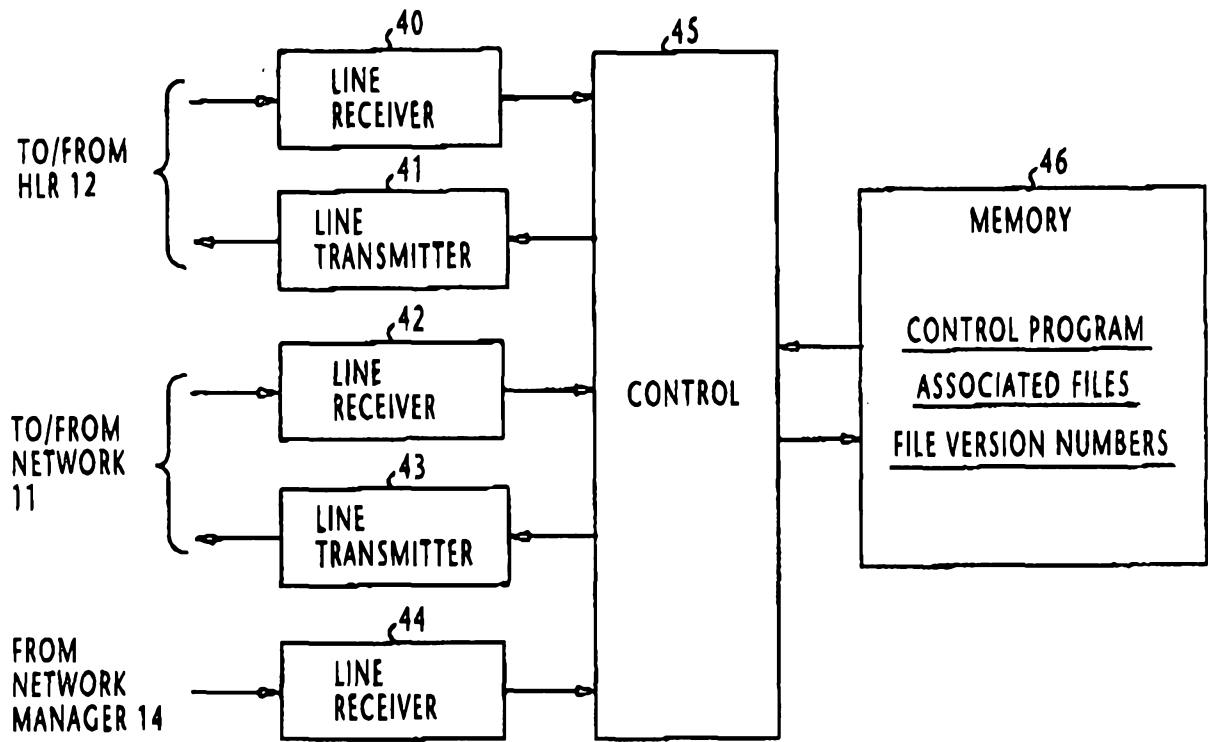 40
LINE
RECEIVER
TO/FROM
HLR 12
41
LINE
TRANSMITTER
42
LINE
RECEIVER
TO/FROM
NETWORK
11
43
LINE
TRANSMITTER
44
LINE
RECEIVER
FROM
NETWORK
MANAGER 14
45
CONTROL
46
MEMORY
CONTROL PROGRAM
ASSOCIATED FILES
FILE VERSION NUMBERS